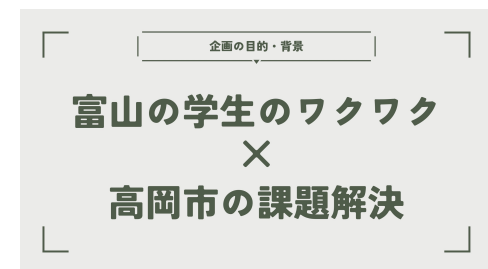 企画の目的・背景
富山の学生のワクワク
×
高岡市の課題解決